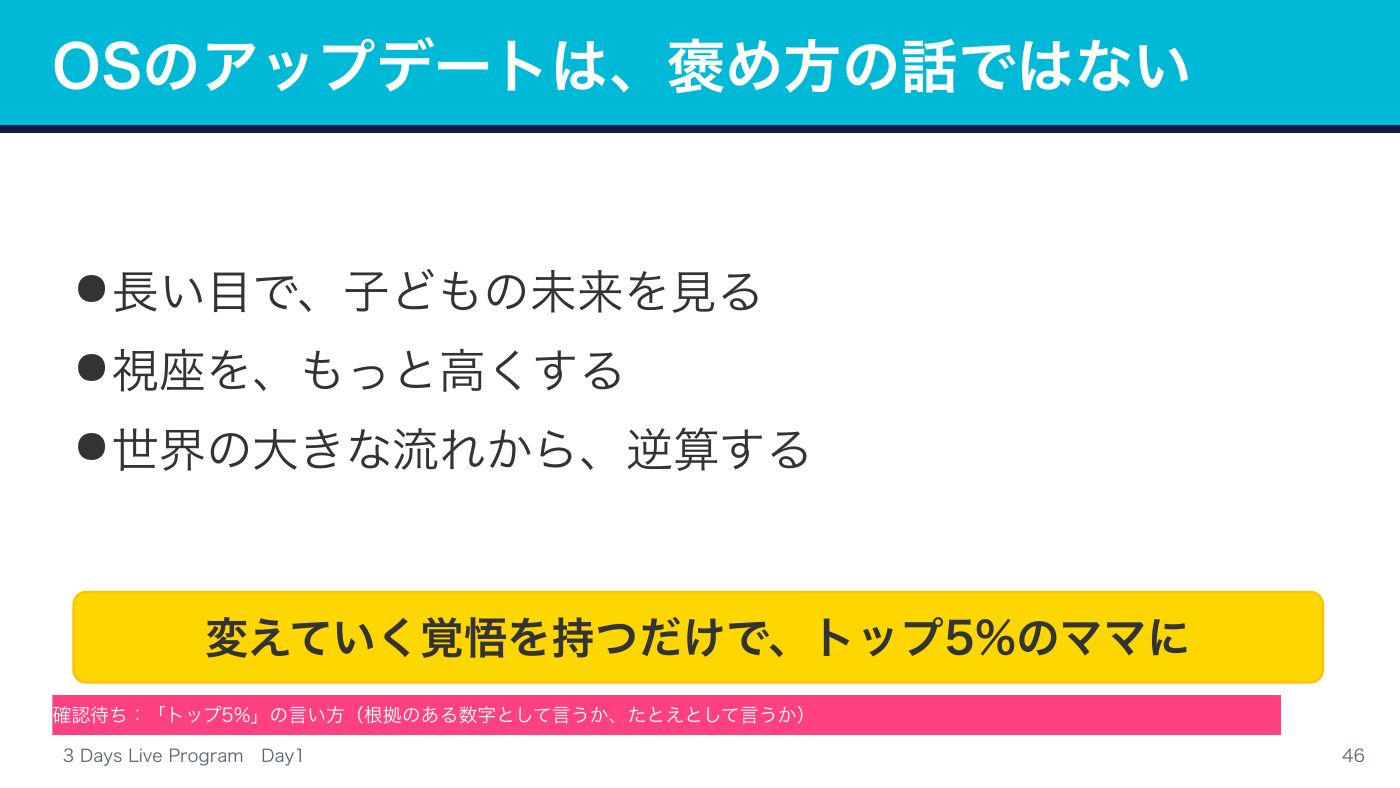 OSのアップデートは、褒め方の話ではない
●長い目で、子どもの未来を見る
●視座を、もっと高くする
●世界の大きな流れから、逆算する
変えていく覚悟を持つだけで、トップ5%のママに
確認待ち：「トップ5%」の言い方（根拠のある数字として言うか、たとえとして言うか）
3 Days Live Program　Day1
46